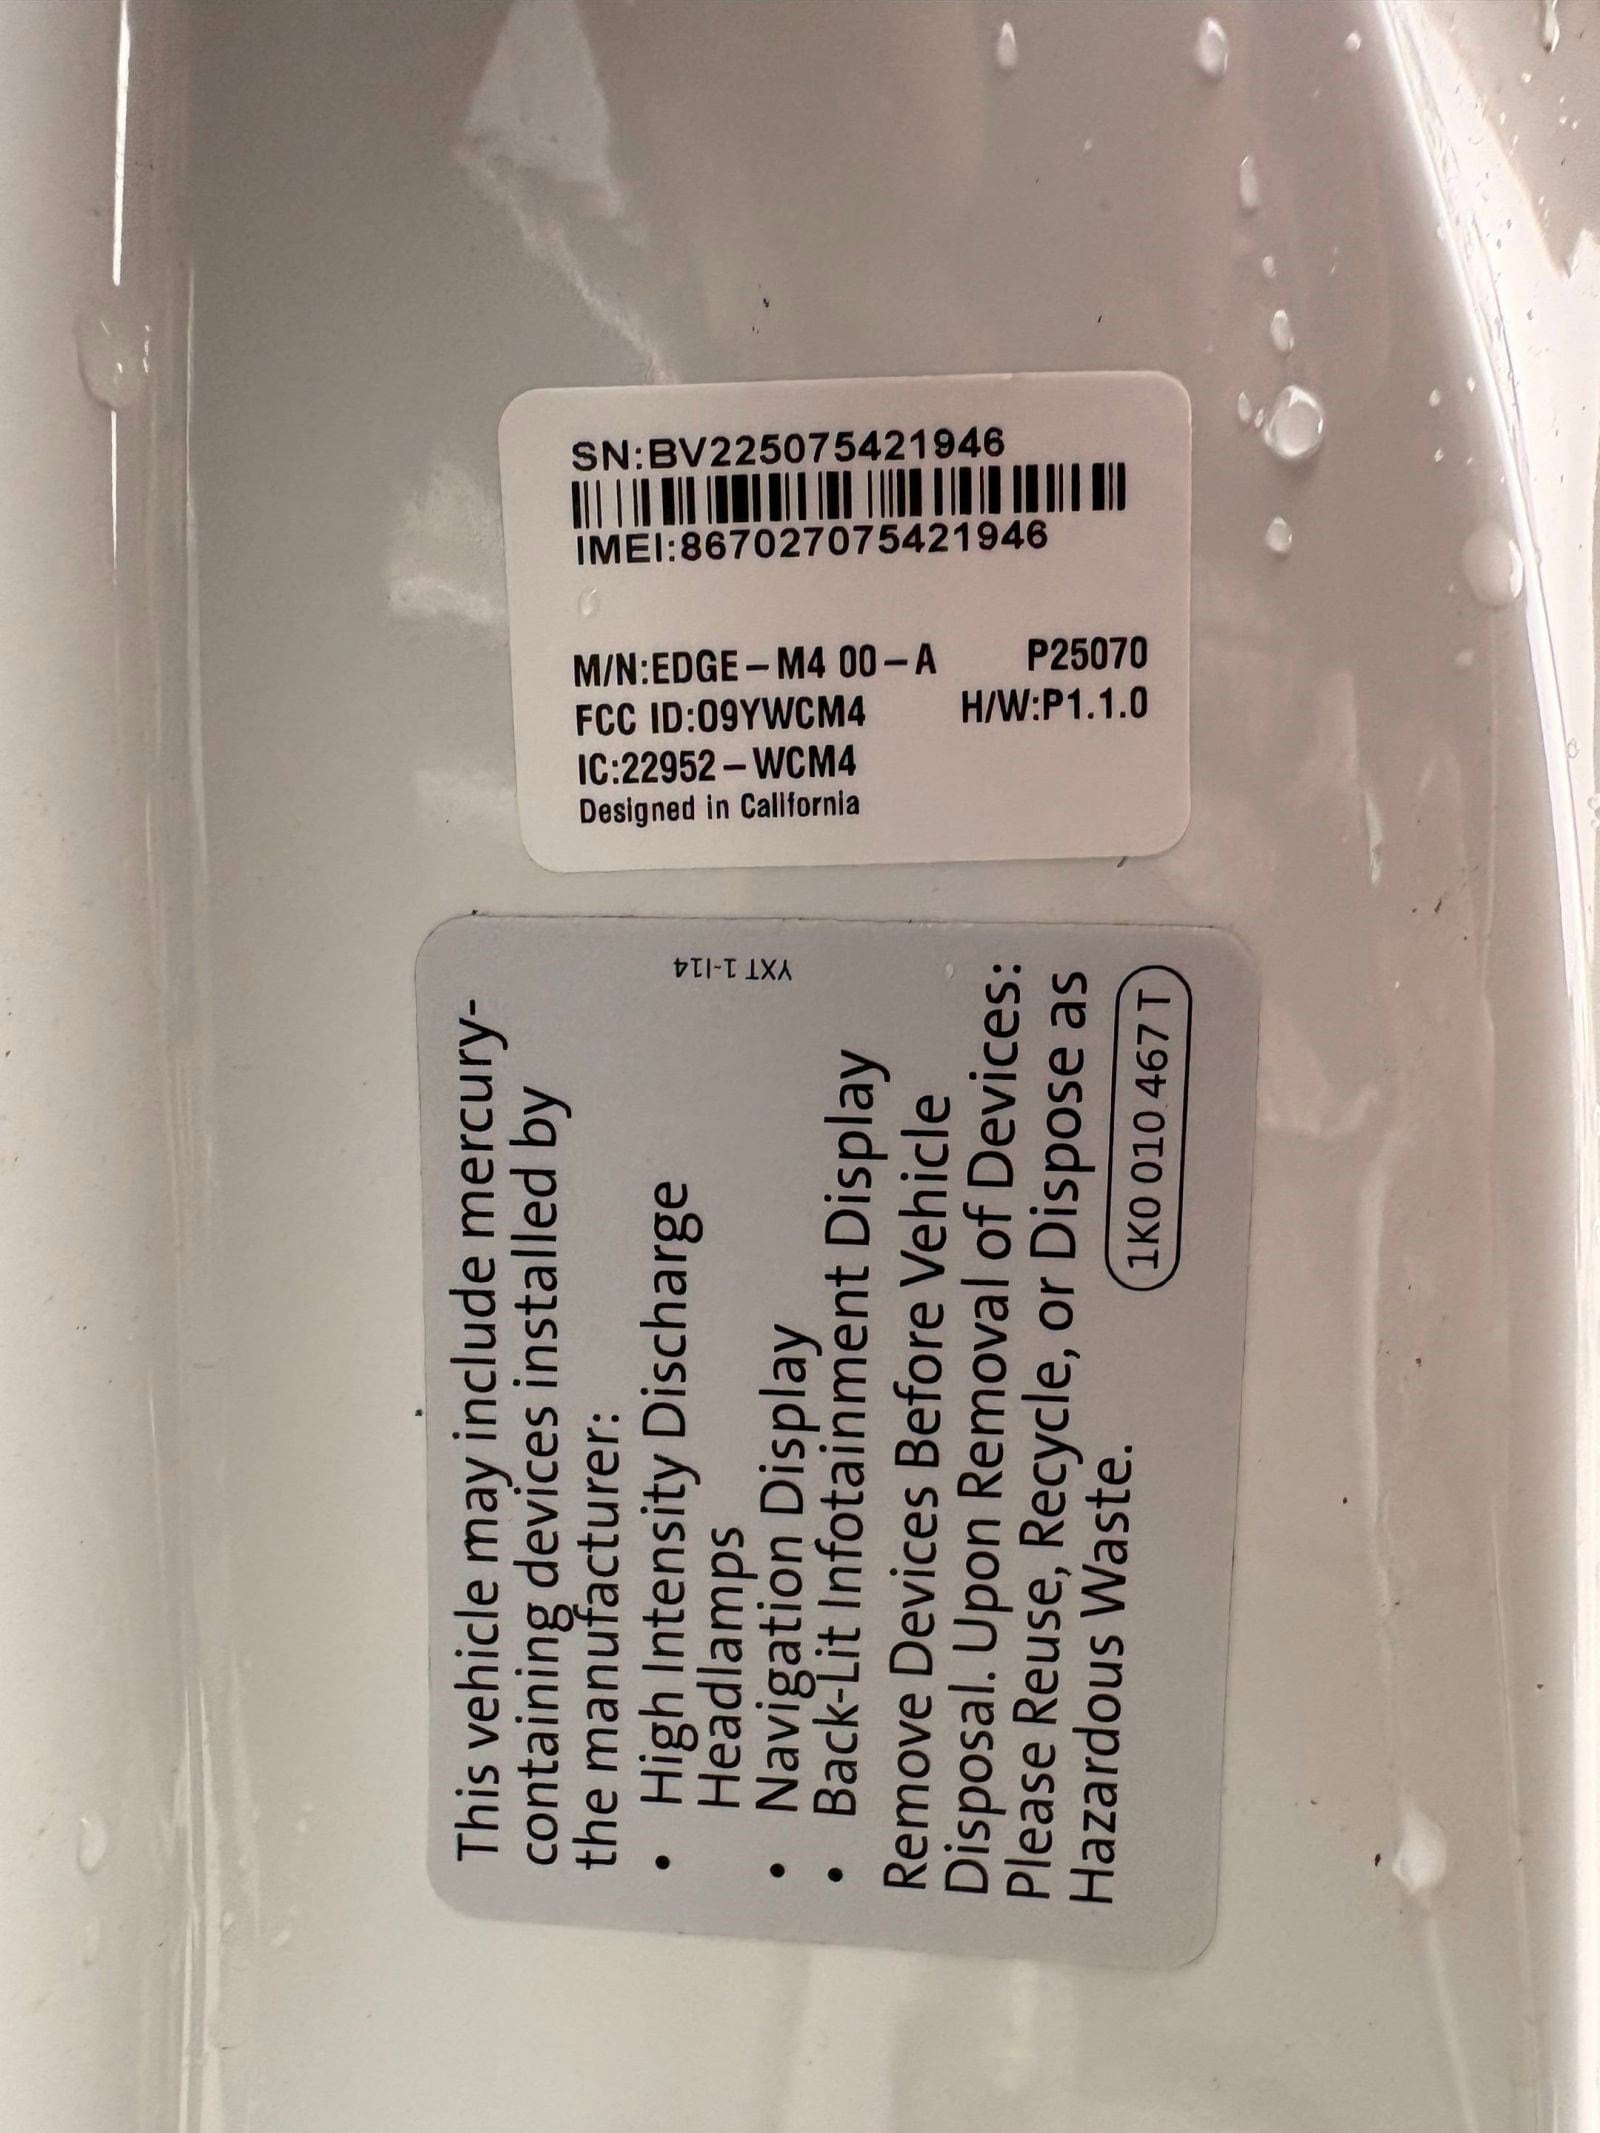 SN:BV225075421946
IMEI:867027075421946
M/N:EDGE-M4 00-A P25070
FCC ID:O9YWCM4 H/W:P1.1.0
IC:22952-WCM4
Designed in California
YXT 1-I14
This vehicle may include mercury-
containing devices installed by
the manufacturer:
• High Intensity Discharge
Headlamps
• Navigation Display
• Back-Lit Infotainment Display
Remove Devices Before Vehicle
Disposal. Upon Removal of Devices:
Please Reuse, Recycle, or Dispose as
Hazardous Waste.
1K0 010 467 T